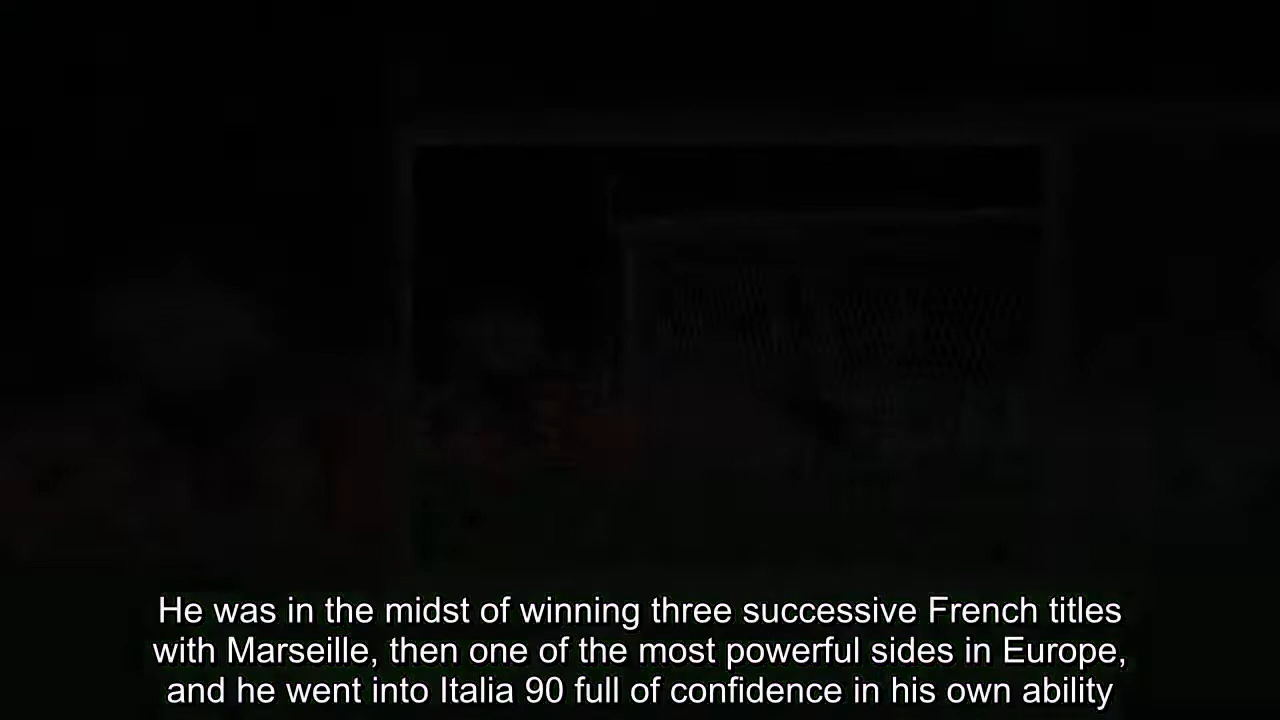 He was in the midst of winning three successive French titles
with Marseille, then one of the most powerful sides in Europe,
and he went into Italia 90 full of confidence in his own ability